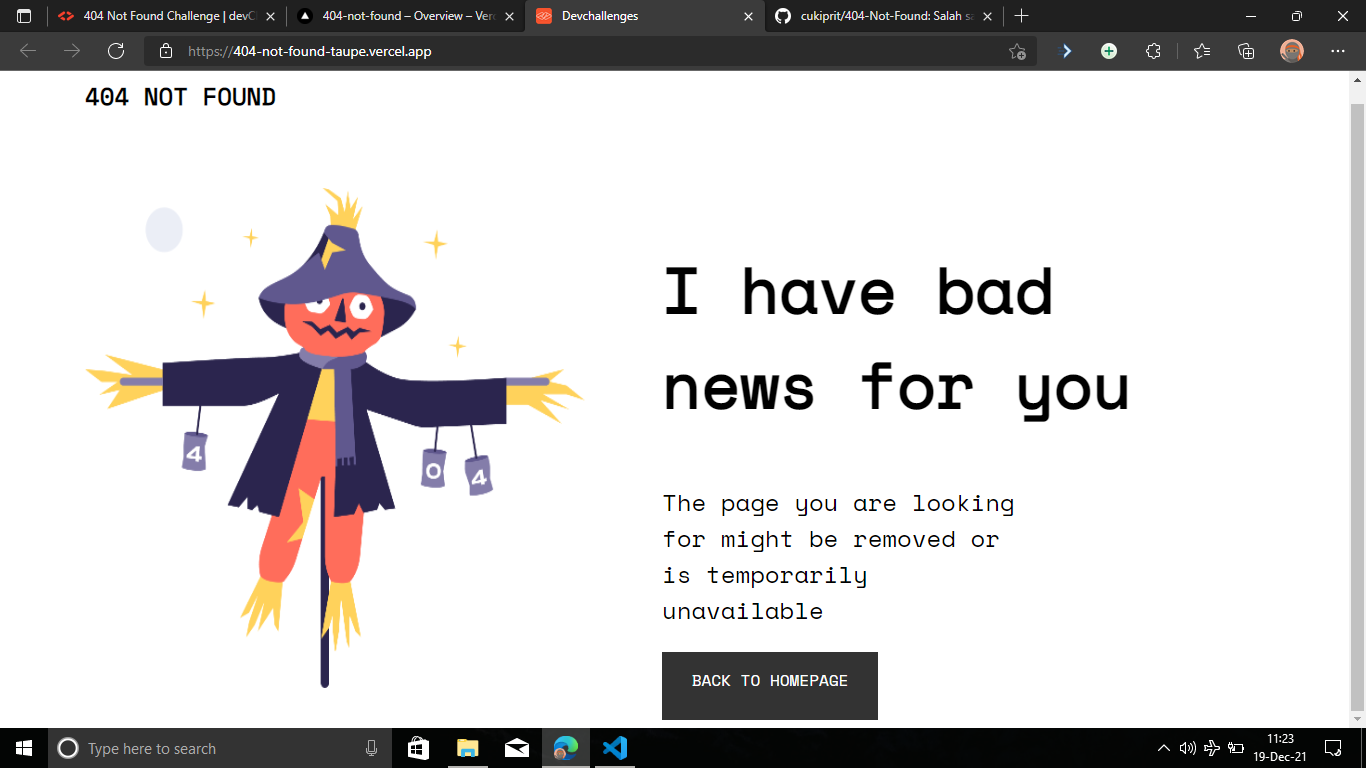 404 Not Found Challenge | devCh
404-not-found – Overview – Verc
Devchallenges
cukiprit/404-Not-Found: Salah sa
https://404-not-found-taupe.vercel.app
404 NOT FOUND
4
0
4
I have bad
news for you
The page you are looking
for might be removed or
is temporarily
unavailable
BACK TO HOMEPAGE
Type here to search
11:23
19-Dec-21